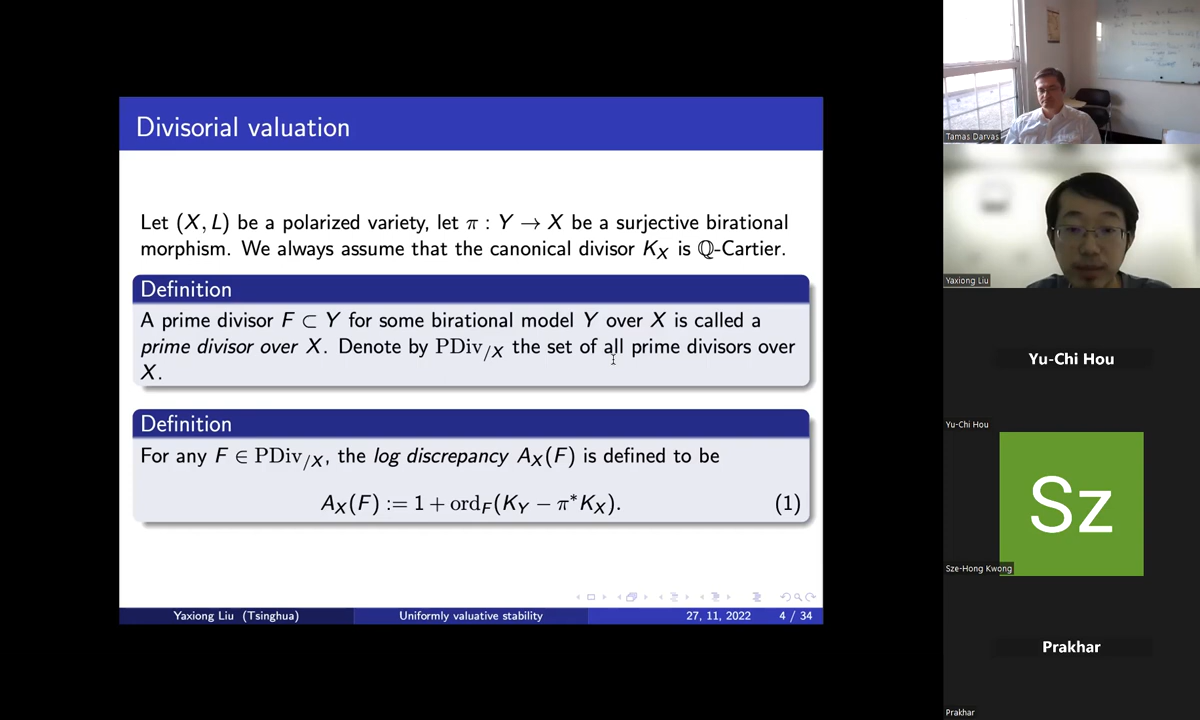 Divisorial valuation
Let (X, L) be a polarized variety, let π : Y → X be a surjective birational
morphism. We always assume that the canonical divisor K_X is ℚ-Cartier.
Definition
A prime divisor F ⊂ Y for some birational model Y over X is called a
prime divisor over X. Denote by PDiv_{/X} the set of all prime divisors over
X.
Definition
For any F ∈ PDiv_{/X}, the log discrepancy A_X(F) is defined to be
A_X(F) := 1 + ord_F(K_Y − π*K_X). (1)
Yaxiong Liu (Tsinghua) Uniformly valuative stability 27, 11, 2022 4 / 34
Tamas Darvas
Yaxiong Liu
Yu-Chi Hou
Yu-Chi Hou
Sz
Sze-Hong Kwong
Prakhar
Prakhar